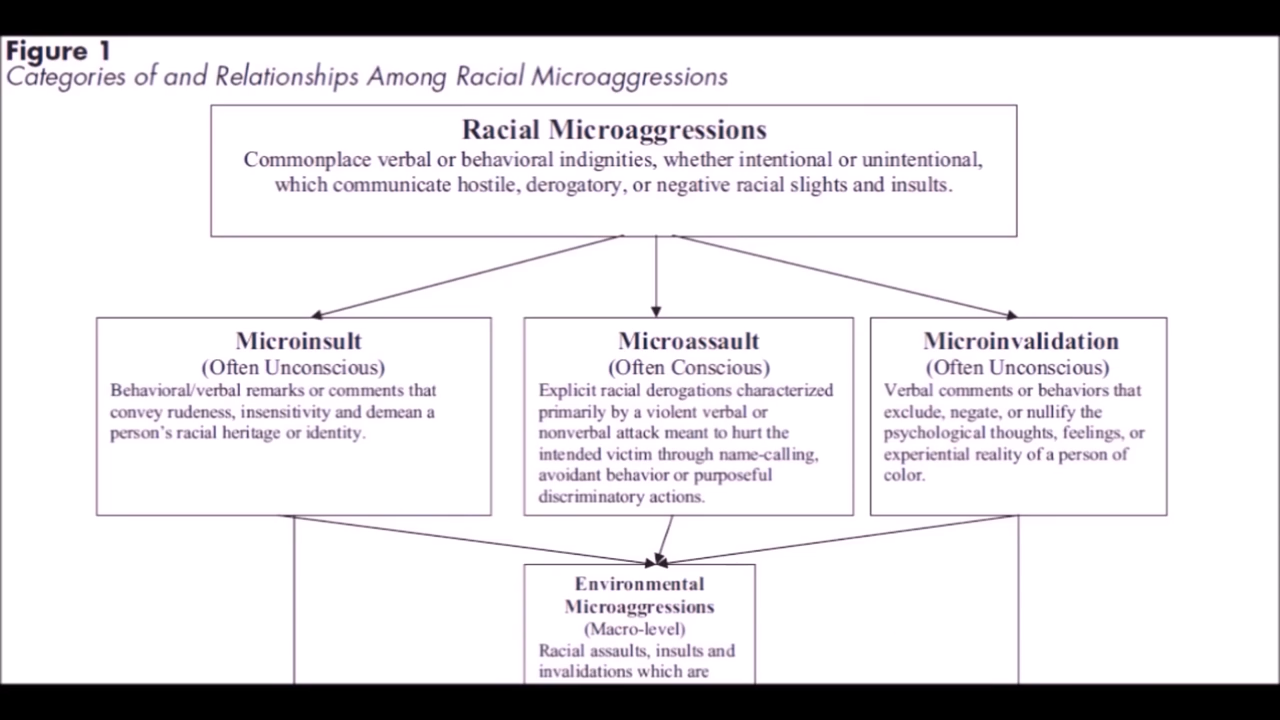 Figure 1
Categories of and Relationships Among Racial Microaggressions
Racial Microaggressions
Commonplace verbal or behavioral indignities, whether intentional or unintentional,
which communicate hostile, derogatory, or negative racial slights and insults.
Microinsult
(Often Unconscious)
Behavioral/verbal remarks or comments that
convey rudeness, insensitivity and demean a
person's racial heritage or identity.
Microassault
(Often Conscious)
Explicit racial derogations characterized
primarily by a violent verbal or
nonverbal attack meant to hurt the
intended victim through name-calling,
avoidant behavior or purposeful
discriminatory actions.
Microinvalidation
(Often Unconscious)
Verbal comments or behaviors that
exclude, negate, or nullify the
psychological thoughts, feelings, or
experiential reality of a person of
color.
Environmental
Microaggressions
(Macro-level)
Racial assaults, insults and
invalidations which are